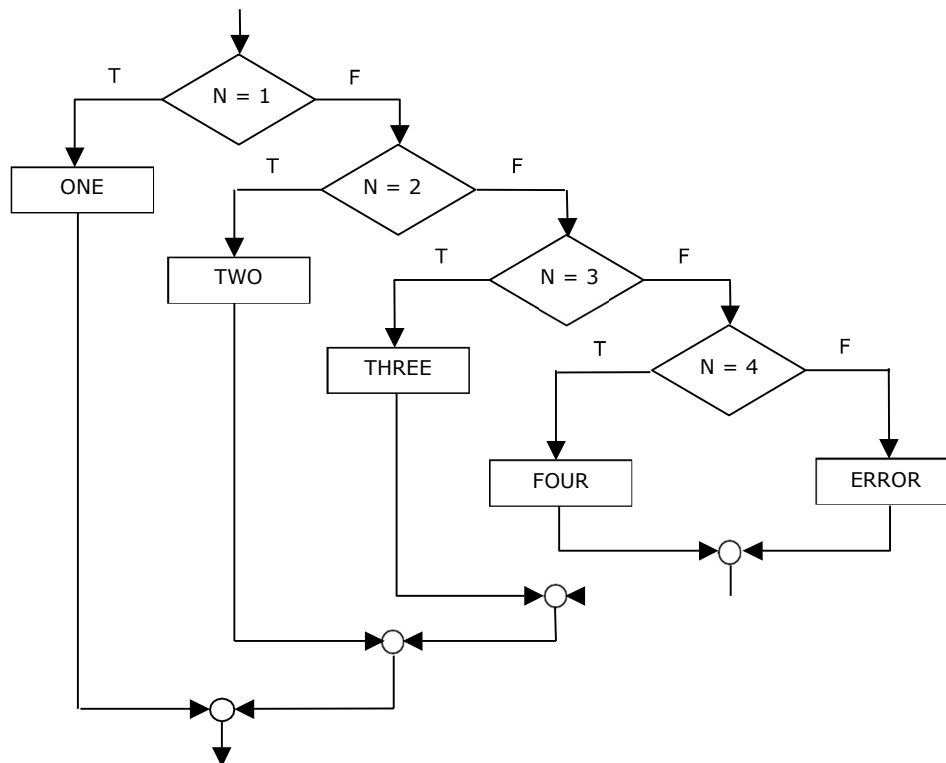 T
N = 1
F
ONE
T
N = 2
F
TWO
T
N = 3
F
THREE
T
N = 4
F
FOUR
ERROR